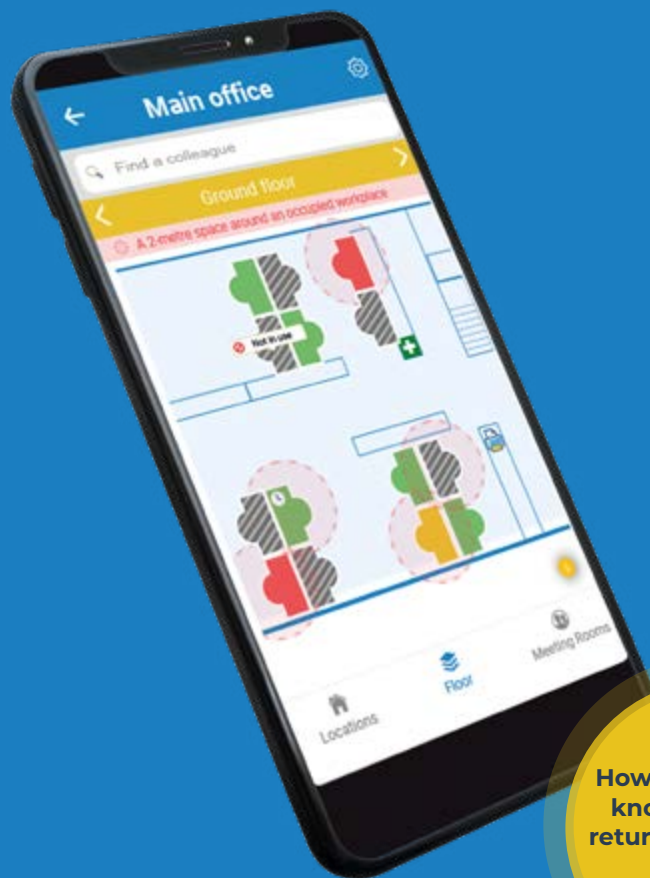 Main office
Find a colleague
Ground floor
A 2-metre space around an occupied workplace
Not in use
Locations
Floor
Meeting Rooms
How
retur